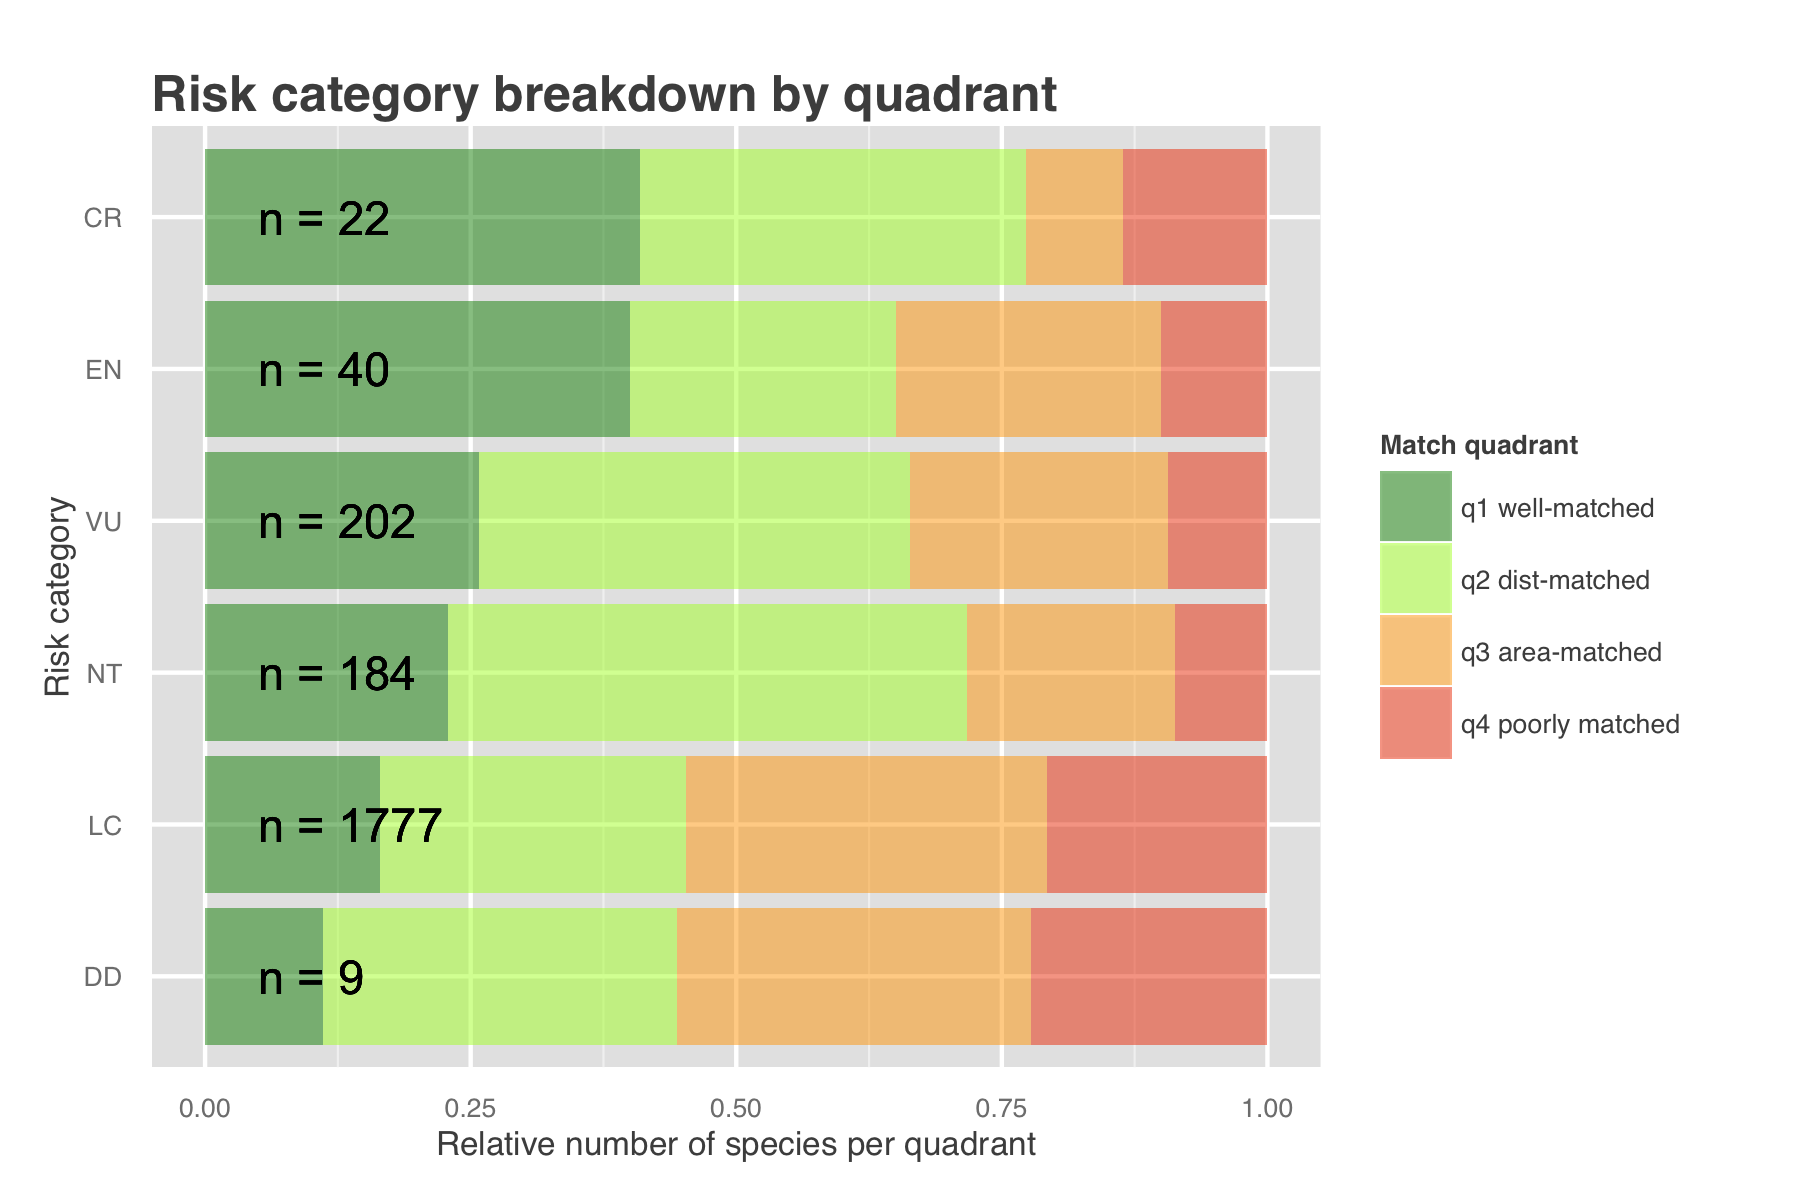 Risk category breakdown by quadrant
Risk category
CR
n = 22
EN
n = 40
VU
n = 202
NT
n = 184
LC
n = 1777
DD
n = 9
0.00 0.25 0.50 0.75 1.00
Relative number of species per quadrant
Match quadrant
q1 well-matched
q2 dist-matched
q3 area-matched
q4 poorly matched